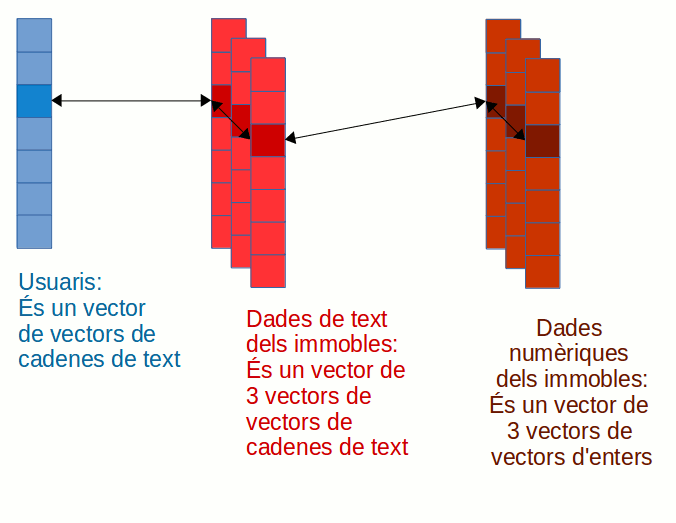 Usuaris:
És un vector
de vectors de
cadenes de text
Dades de text
dels immobles:
És un vector de
3 vectors de
vectors de
cadenes de text
Dades
numèriques
dels immobles:
És un vector de
3 vectors de
vectors d'enters